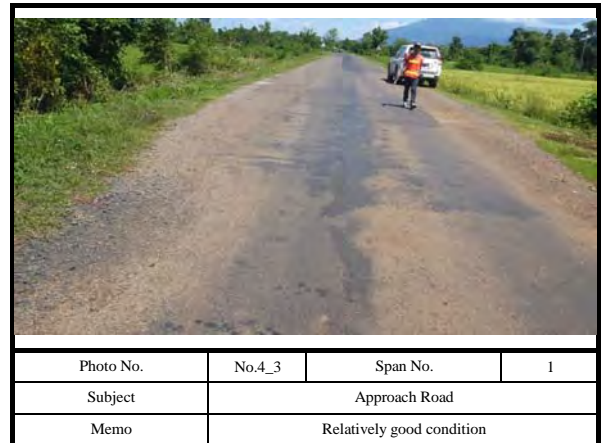 Photo No. No.4_3 Span No. 1
Subject Approach Road
Memo Relatively good condition